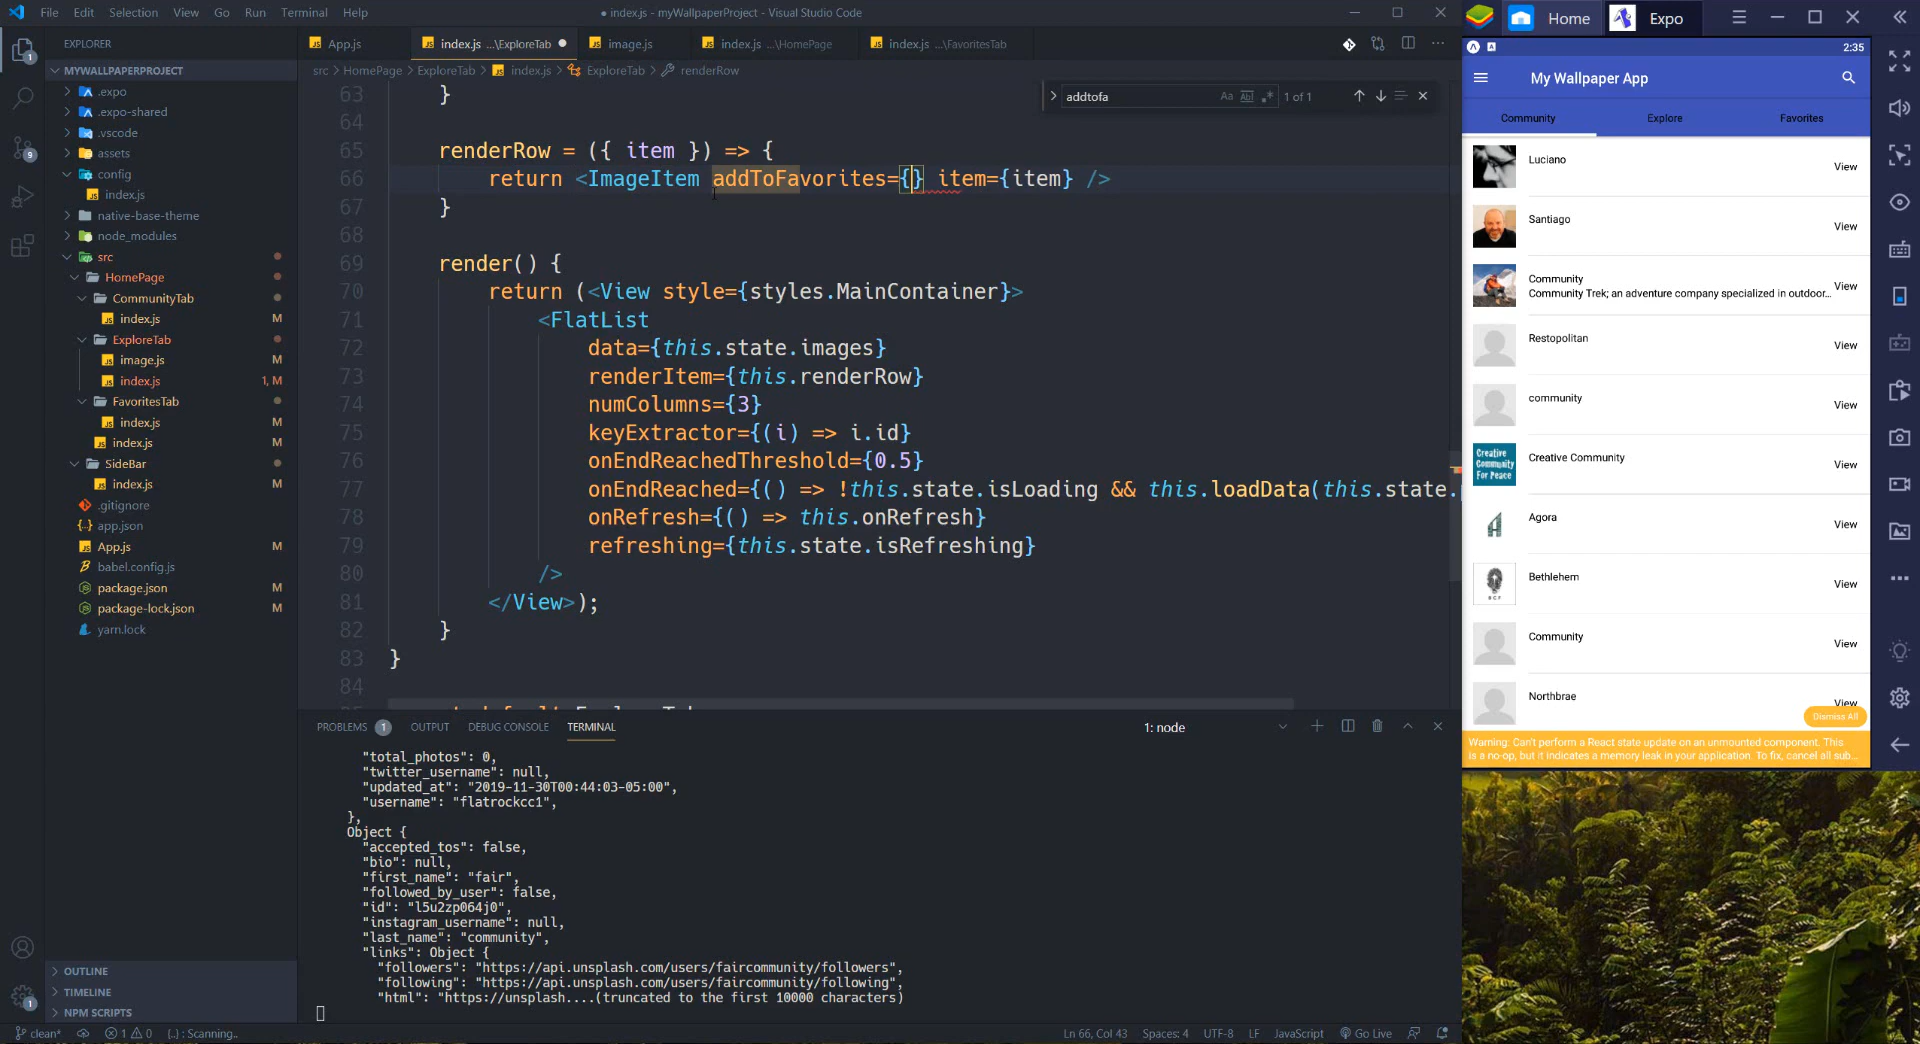 File Edit Selection View Go Run Terminal Help
● index.js - myWallpaperProject - Visual Studio Code
Home
Expo
EXPLORER
App.js
index.js ...\ExploreTab
image.js
index.js ...\HomePage
index.js ...\FavoritesTab
MYWALLPAPERPROJECT
.expo
.expo-shared
.vscode
assets
config
index.js
native-base-theme
node_modules
src
HomePage
CommunityTab
index.js M
ExploreTab
image.js M
index.js 1, M
FavoritesTab
index.js M
index.js M
SideBar
index.js M
.gitignore
app.json
App.js M
babel.config.js
package.json M
package-lock.json M
yarn.lock
OUTLINE
TIMELINE
NPM SCRIPTS
src > HomePage > ExploreTab > index.js > ExploreTab > renderRow
addtofa
Aa Abl .* 1 of 1
63 }
64
65 renderRow = ({ item }) => {
66 return <ImageItem addToFavorites={} item={item} />
67 }
68
69 render() {
70 return (<View style={styles.MainContainer}>
71 <FlatList
72 data={this.state.images}
73 renderItem={this.renderRow}
74 numColumns={3}
75 keyExtractor={(i) => i.id}
76 onEndReachedThreshold={0.5}
77 onEndReached={() => !this.state.isLoading && this.loadData(this.state.
78 onRefresh={() => this.onRefresh}
79 refreshing={this.state.isRefreshing}
80 />
81 </View>);
82 }
83 }
84
PROBLEMS 1 OUTPUT DEBUG CONSOLE TERMINAL
1: node
"total_photos": 0,
"twitter_username": null,
"updated_at": "2019-11-30T00:44:03-05:00",
"username": "flatrockcc1",
},
Object {
"accepted_tos": false,
"bio": null,
"first_name": "fair",
"followed_by_user": false,
"id": "l5u2zp064j0",
"instagram_username": null,
"last_name": "community",
"links": Object {
"followers": "https://api.unsplash.com/users/faircommunity/followers",
"following": "https://api.unsplash.com/users/faircommunity/following",
"html": "https://unsplash....(truncated to the first 10000 characters)
clean* 1 0 {..} : Scanning..
Ln 66, Col 43 Spaces: 4 UTF-8 LF JavaScript Go Live
2:35
My Wallpaper App
Community Explore Favorites
Luciano
View
Santiago
View
Community
Community Trek; an adventure company specialized in outdoor...
View
Restopolitan
View
community
View
Creative
Community
For Peace
Creative Community
View
Agora
View
BCF
Bethlehem
View
Community
View
Northbrae
View
Dismiss All
Warning: Can't perform a React state update on an unmounted component. This
is a no-op, but it indicates a memory leak in your application. To fix, cancel all sub...